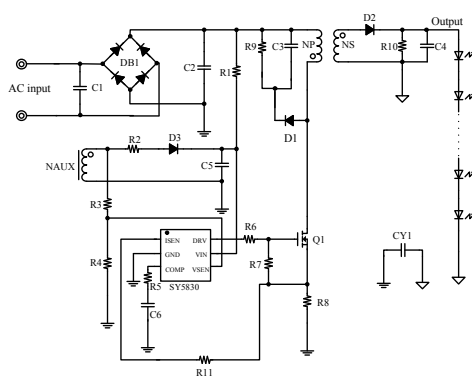 D2
Output
DB1
C2
R9
C3
NP
NS
R10
C4
C1
AC input
R1
D1
R2
D3
NAUX
C5
R3
R6
Q1
ISEN
DRV
GND
VIN
COMP
VSEN
SY5830
R7
CY1
R4
R5
R8
C6
R11